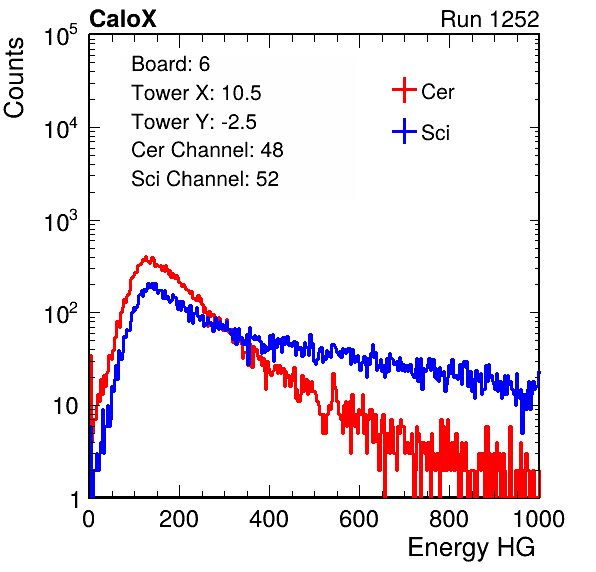 CaloX Run 1252
Counts
10^5
10^4
10^3
10^2
10
1
Board: 6
Tower X: 10.5
Tower Y: -2.5
Cer Channel: 48
Sci Channel: 52
Cer
Sci
0 200 400 600 800 1000
Energy HG